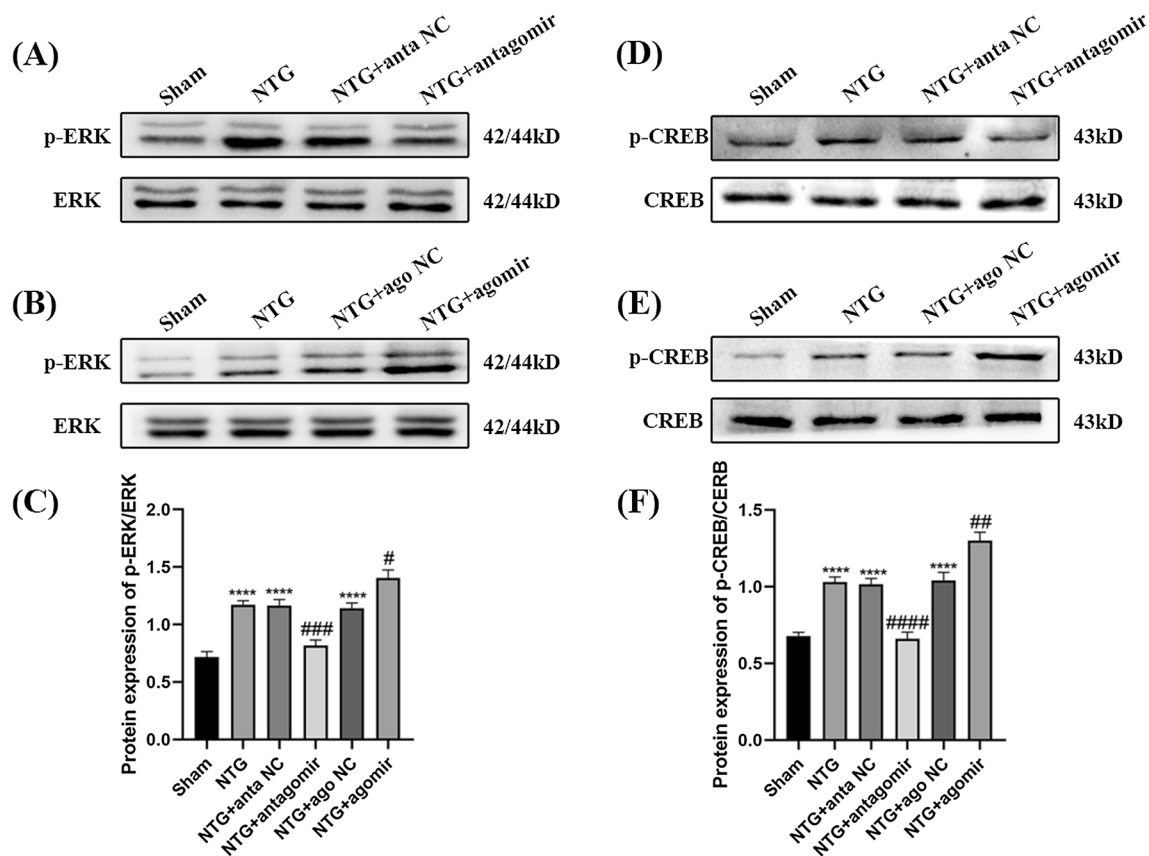 (A)
Sham
NTG
NTG+anta NC
NTG+antagomir
p-ERK
42/44kD
ERK
42/44kD
(B)
Sham
NTG
NTG+ago NC
NTG+agomir
p-ERK
42/44kD
ERK
42/44kD
(C)
Protein expression of p-ERK/ERK
2.0
1.5
1.0
0.5
0.0
****
****
###
****
#
Sham
NTG
NTG+anta NC
NTG+antagomir
NTG+ago NC
NTG+agomir
(D)
Sham
NTG
NTG+anta NC
NTG+antagomir
p-CREB
43kD
CREB
43kD
(E)
Sham
NTG
NTG+ago NC
NTG+agomir
p-CREB
43kD
CREB
43kD
(F)
Protein expression of p-CREB/CERB
1.5
1.0
0.5
0.0
****
****
####
****
##
Sham
NTG
NTG+anta NC
NTG+antagomir
NTG+ago NC
NTG+agomir